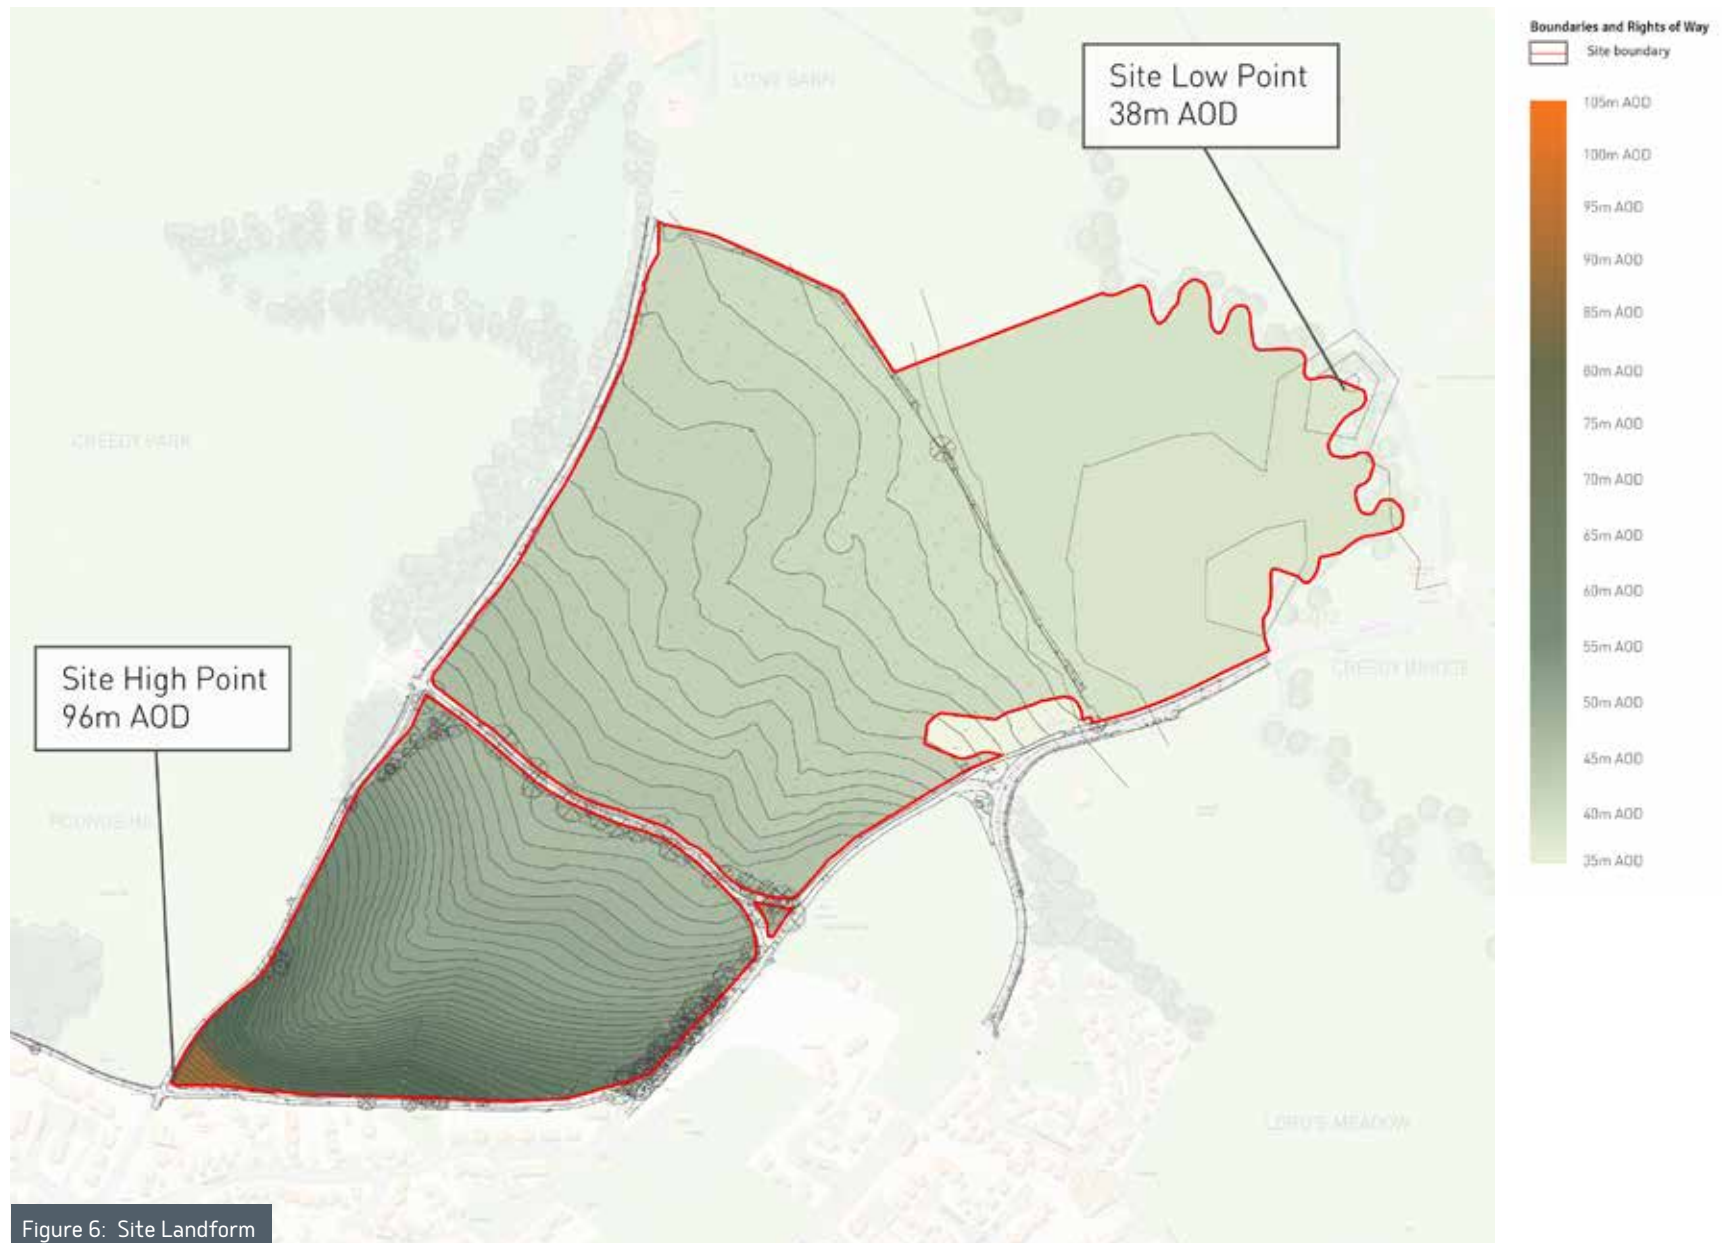 LONG BARN
Site Low Point
38m AOD
CREEDY PARK
Site High Point
96m AOD
CREEDY BRIDGE
LORD'S MEADOW
Figure 6: Site Landform
Boundaries and Rights of Way
Site boundary
105m AOD
100m AOD
95m AOD
90m AOD
85m AOD
80m AOD
75m AOD
70m AOD
65m AOD
60m AOD
55m AOD
50m AOD
45m AOD
40m AOD
35m AOD